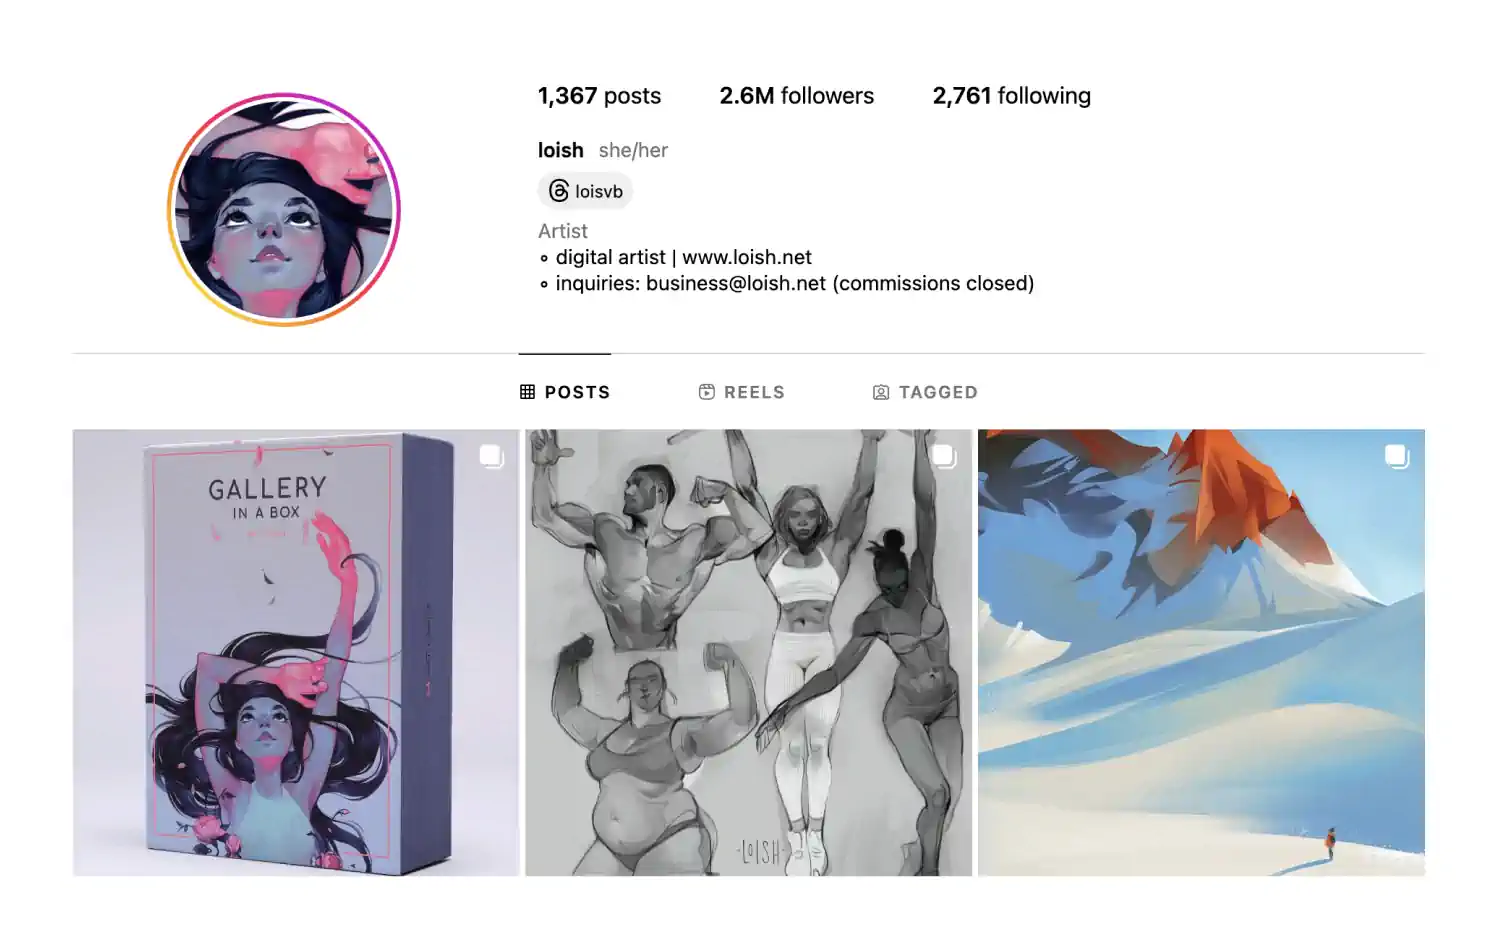 1,367 posts 2.6M followers 2,761 following
loish she/her
loisvb
Artist
∘ digital artist | www.loish.net
∘ inquiries: business@loish.net (commissions closed)
POSTS REELS TAGGED
GALLERY
IN A BOX
·LOISH·